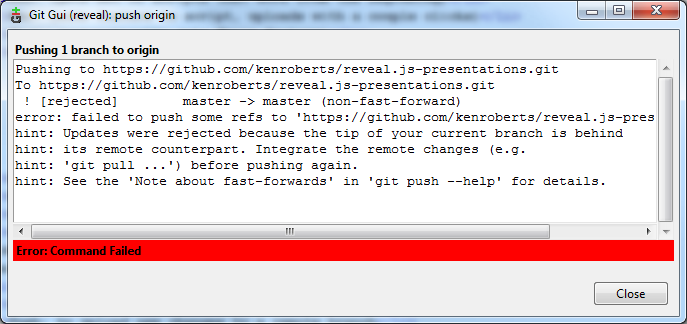 Git Gui (reveal): push origin
Pushing 1 branch to origin
Pushing to https://github.com/kenroberts/reveal.js-presentations.git
To https://github.com/kenroberts/reveal.js-presentations.git
! [rejected]        master -> master (non-fast-forward)
error: failed to push some refs to 'https://github.com/kenroberts/reveal.js-pres
hint: Updates were rejected because the tip of your current branch is behind
hint: its remote counterpart. Integrate the remote changes (e.g.
hint: 'git pull ...') before pushing again.
hint: See the 'Note about fast-forwards' in 'git push --help' for details.
Error: Command Failed
Close